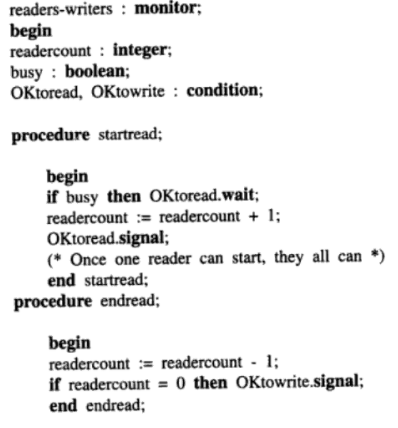 readers-writers : monitor;
begin
readercount : integer;
busy : boolean;
OKtoread, OKtowrite : condition;
procedure startread;
begin
if busy then OKtoread.wait;
readercount := readercount + 1;
OKtoread.signal;
(* Once one reader can start, they all can *)
end startread;
procedure endread;
begin
readercount := readercount - 1;
if readercount = 0 then OKtowrite.signal;
end endread;